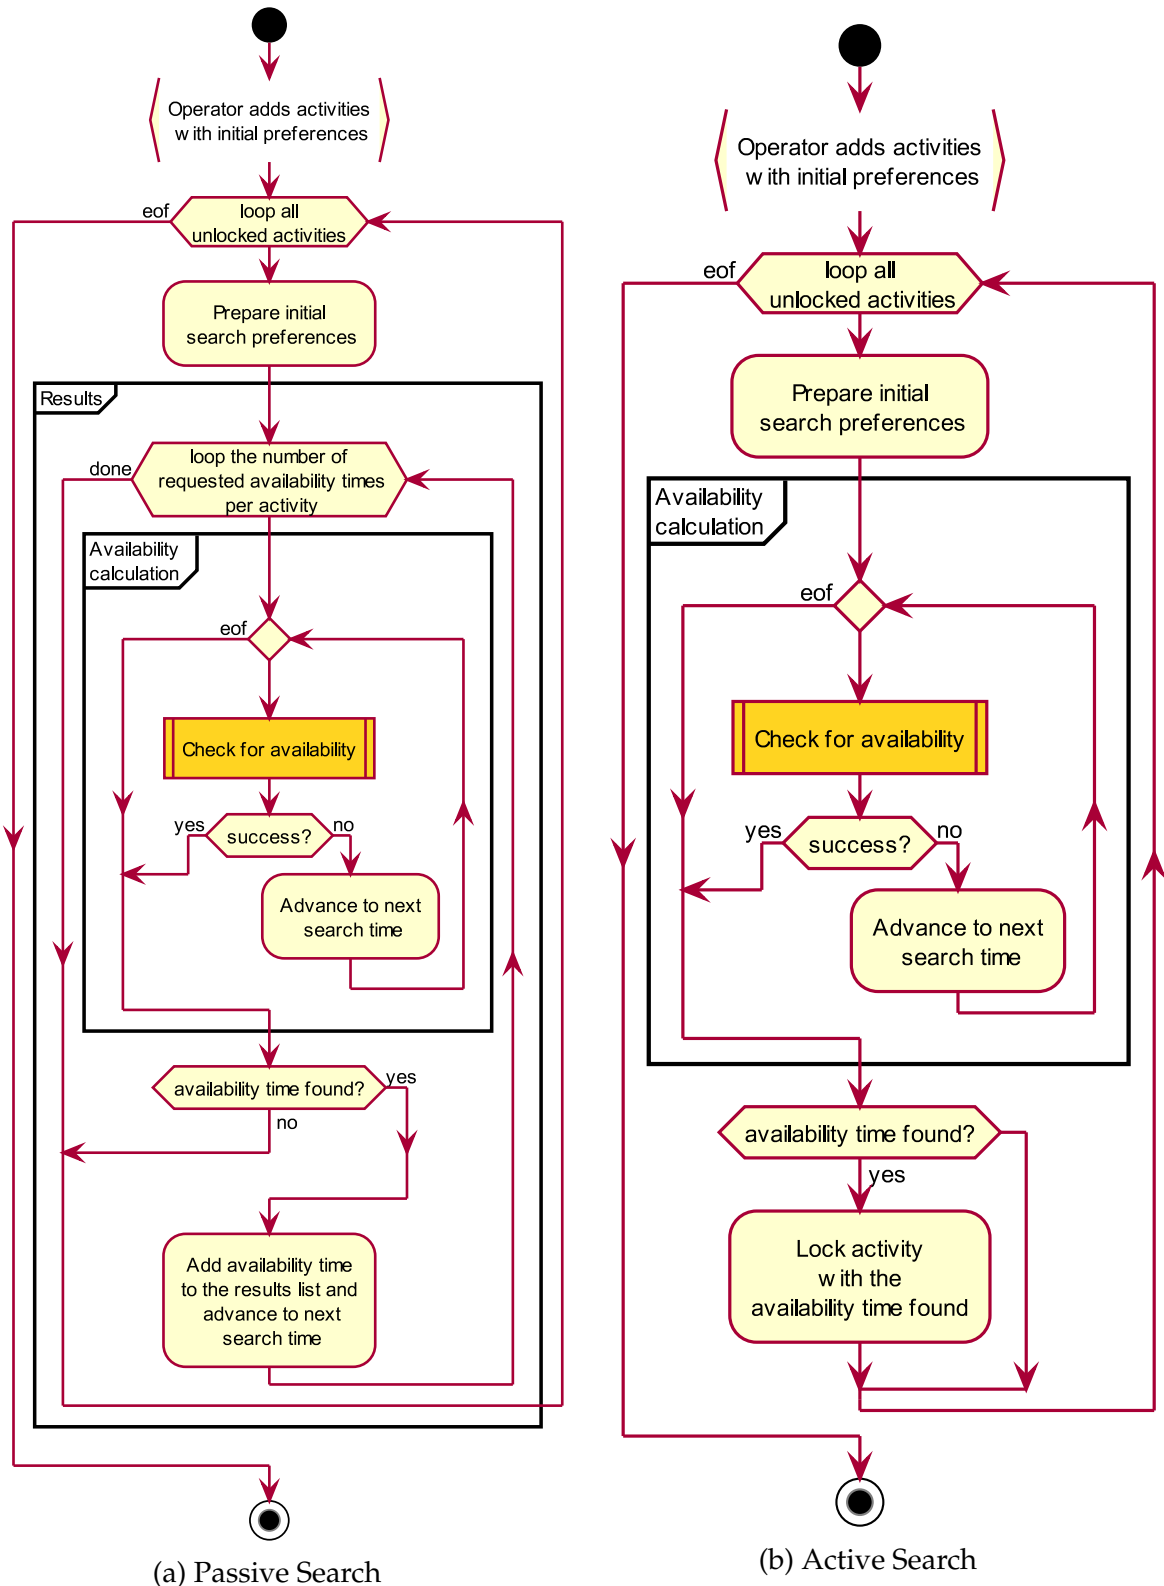 Operator adds activities
with initial preferences
eof
loop all
unlocked activities
Prepare initial
search preferences
Results
done
loop the number of
requested availability times
per activity
Availability
calculation
eof
Check for availability
yes
success?
no
Advance to next
search time
availability time found?
yes
no
Add availability time
to the results list and
advance to next
search time
(a) Passive Search
Operator adds activities
with initial preferences
eof
loop all
unlocked activities
Prepare initial
search preferences
Availability
calculation
eof
Check for availability
yes
success?
no
Advance to next
search time
availability time found?
yes
Lock activity
with the
availability time found
(b) Active Search